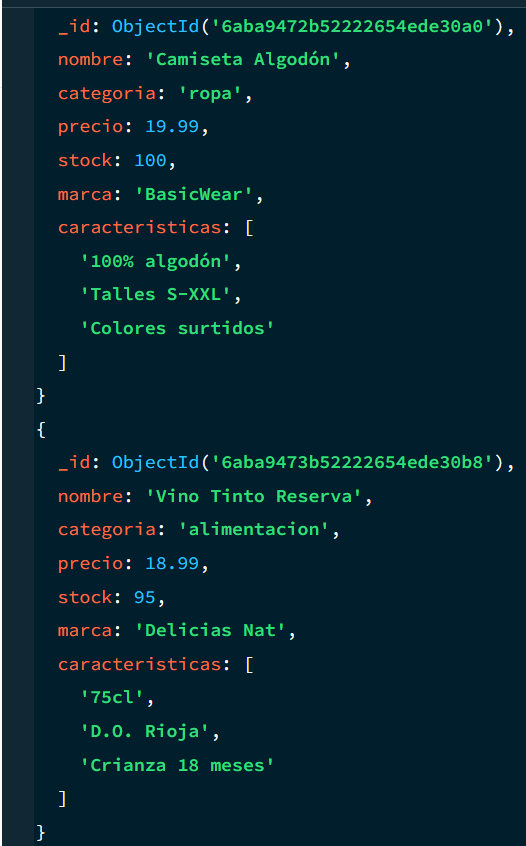 _id: ObjectId('6aba9472b52222654ede30a0'),
nombre: 'Camiseta Algodón',
categoria: 'ropa',
precio: 19.99,
stock: 100,
marca: 'BasicWear',
caracteristicas: [
'100% algodón',
'Talles S-XXL',
'Colores surtidos'
]
}
{
_id: ObjectId('6aba9473b52222654ede30b8'),
nombre: 'Vino Tinto Reserva',
categoria: 'alimentacion',
precio: 18.99,
stock: 95,
marca: 'Delicias Nat',
caracteristicas: [
'75cl',
'D.O. Rioja',
'Crianza 18 meses'
]
}